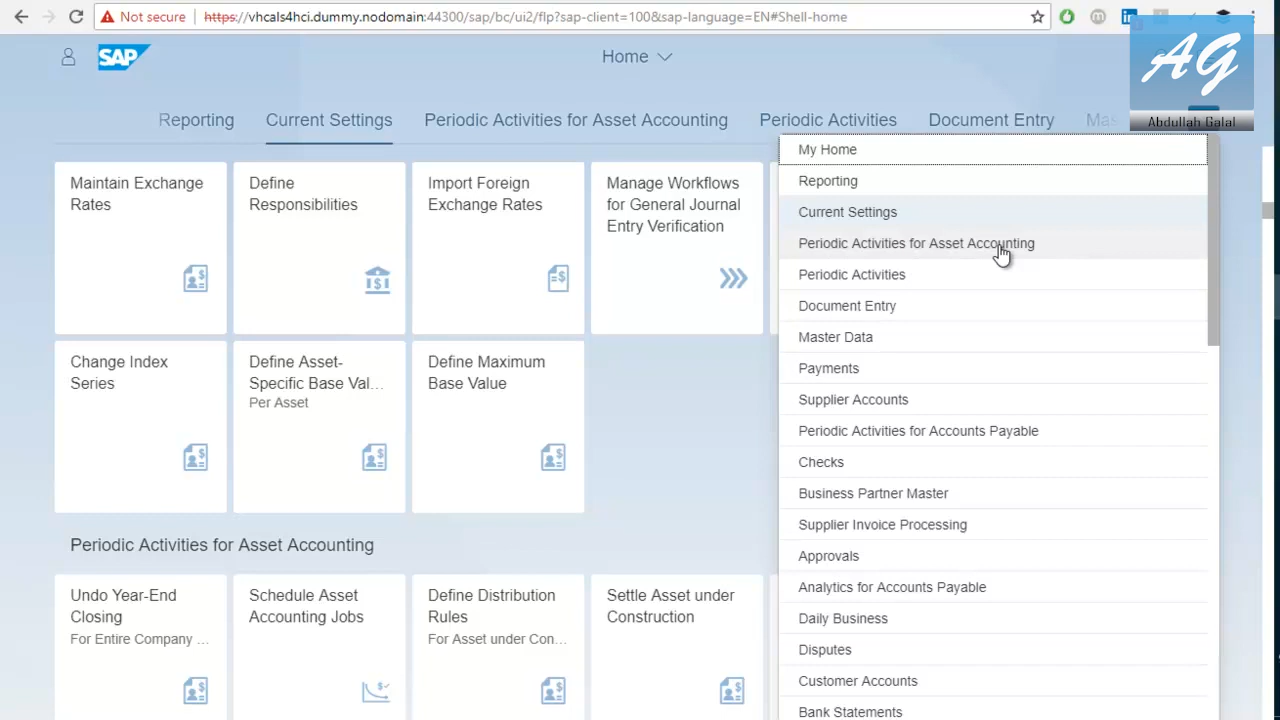 Not secure
https://vhcals4hci.dummy.nodomain:44300/sap/bc/ui2/flp?sap-client=100&sap-language=EN#Shell-home
SAP
Home
AG
Abdullah Galal
Reporting
Current Settings
Periodic Activities for Asset Accounting
Periodic Activities
Document Entry
Mas
Maintain Exchange
Rates
Define
Responsibilities
Import Foreign
Exchange Rates
Manage Workflows
for General Journal
Entry Verification
Change Index
Series
Define Asset-
Specific Base Val...
Per Asset
Define Maximum
Base Value
Periodic Activities for Asset Accounting
Undo Year-End
Closing
For Entire Company ...
Schedule Asset
Accounting Jobs
Define Distribution
Rules
For Asset under Con...
Settle Asset under
Construction
My Home
Reporting
Current Settings
Periodic Activities for Asset Accounting
Periodic Activities
Document Entry
Master Data
Payments
Supplier Accounts
Periodic Activities for Accounts Payable
Checks
Business Partner Master
Supplier Invoice Processing
Approvals
Analytics for Accounts Payable
Daily Business
Disputes
Customer Accounts
Bank Statements